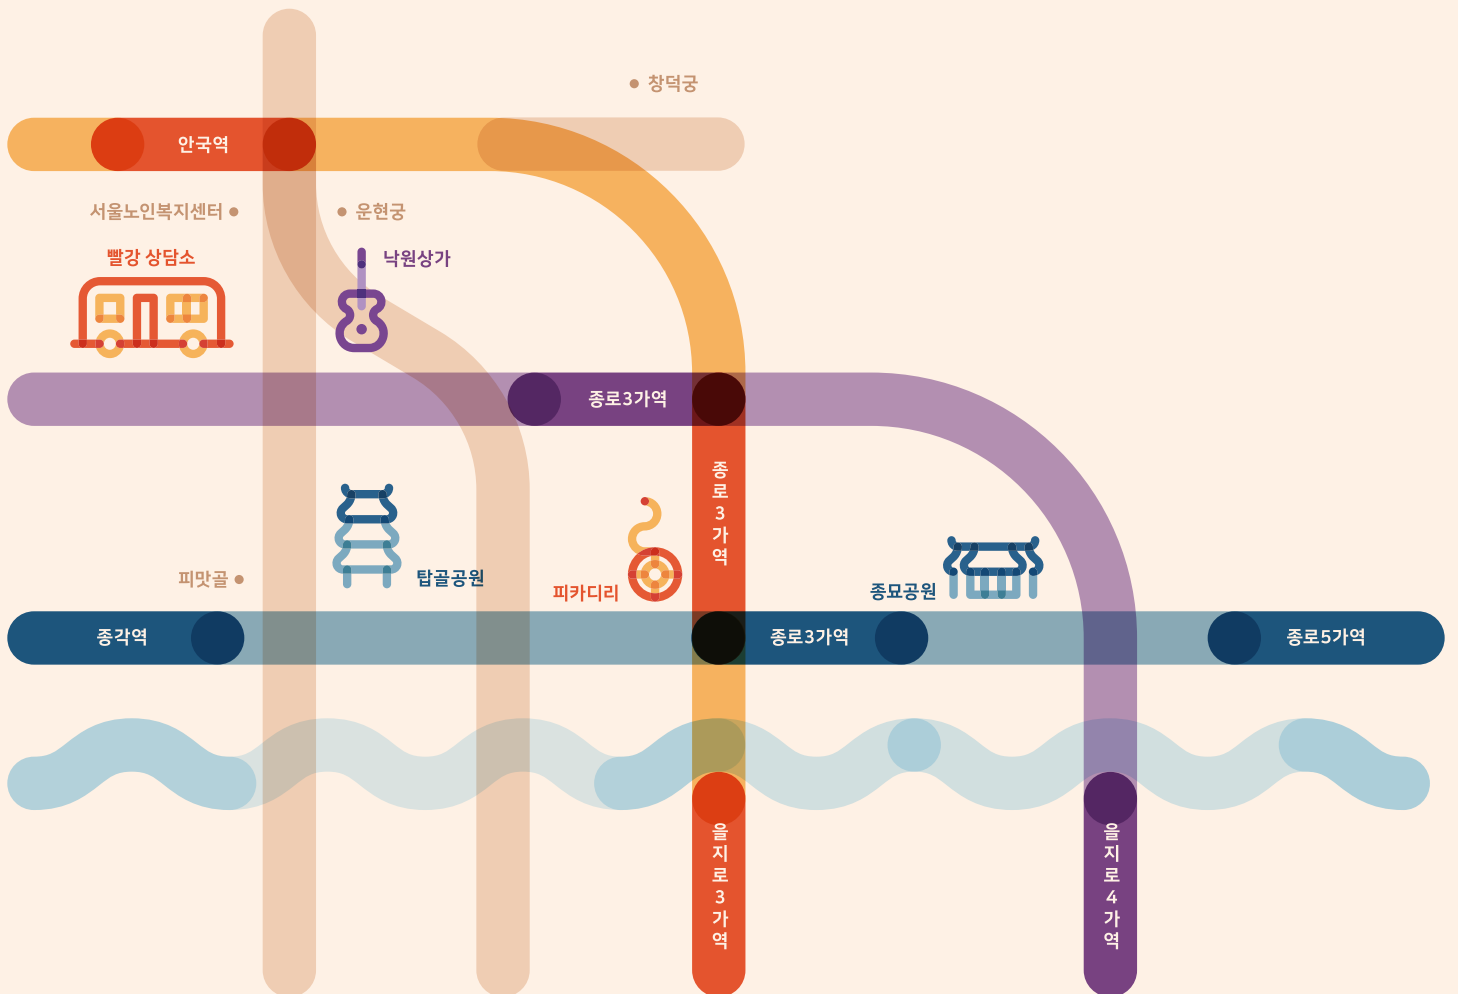 창덕궁
안국역
서울노인복지센터
운현궁
빨강 상담소
낙원상가
종로3가역
종로3가역
피맛골
탑골공원
피카디리
종묘공원
종각역
종로3가역
종로5가역
을지로3가역
을지로4가역